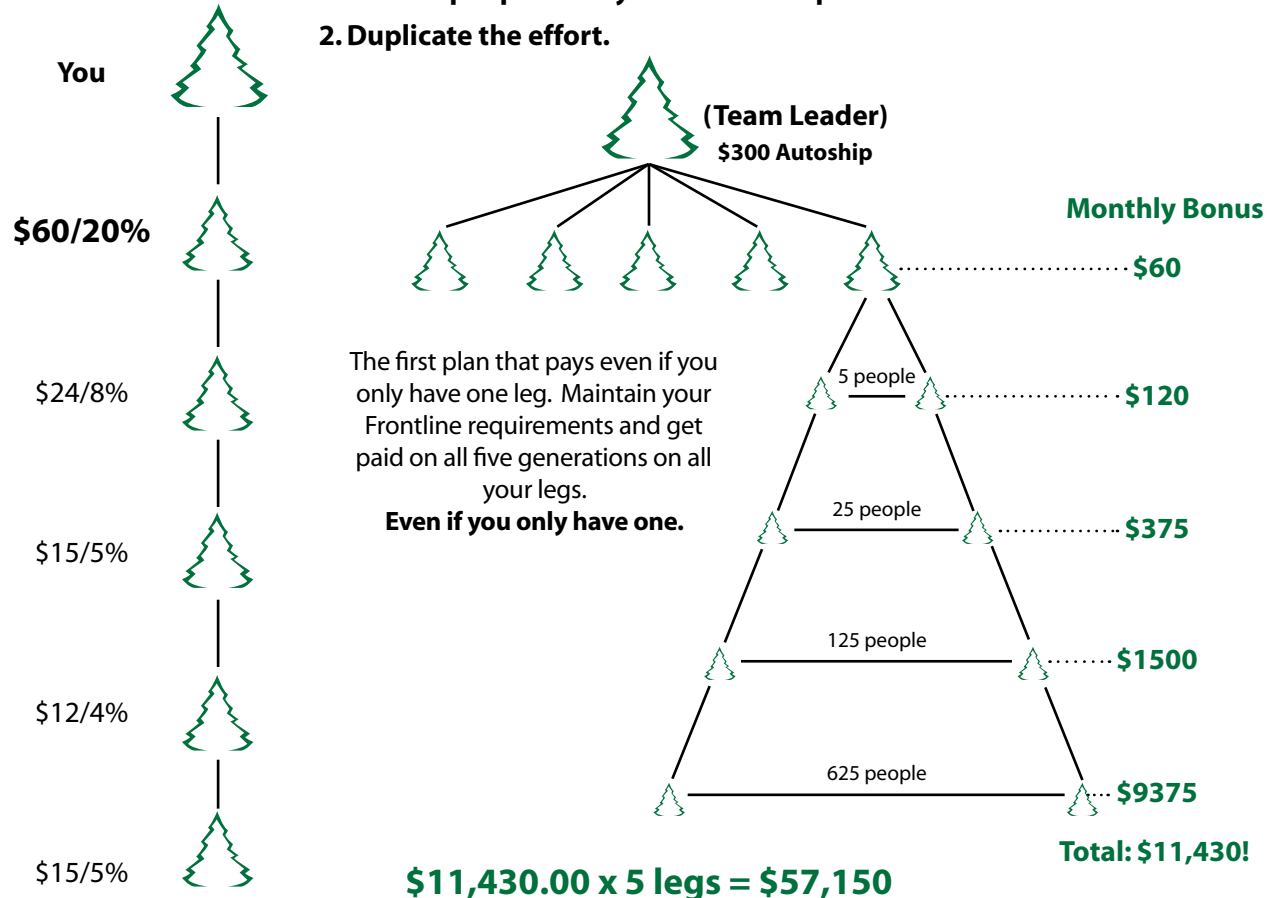 2. Duplicate the effort.
You
(Team Leader)
$300 Autoship
$60/20%
Monthly Bonus
$60
The first plan that pays even if you
only have one leg. Maintain your
Frontline requirements and get
paid on all five generations on all
your legs.
Even if you only have one.
$24/8%
5 people
$120
$15/5%
25 people
$375
$12/4%
125 people
$1500
625 people
$9375
Total: $11,430!
$15/5%
$11,430.00 x 5 legs = $57,150